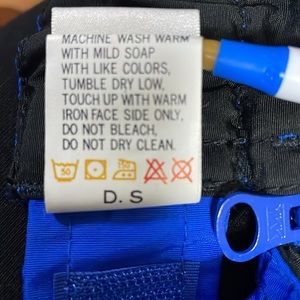 MACHINE WASH WARM
WITH MILD SOAP
WITH LIKE COLORS,
TUMBLE DRY LOW,
TOUCH UP WITH WARM
IRON FACE SIDE ONLY,
DO NOT BLEACH,
DO NOT DRY CLEAN.
D. S